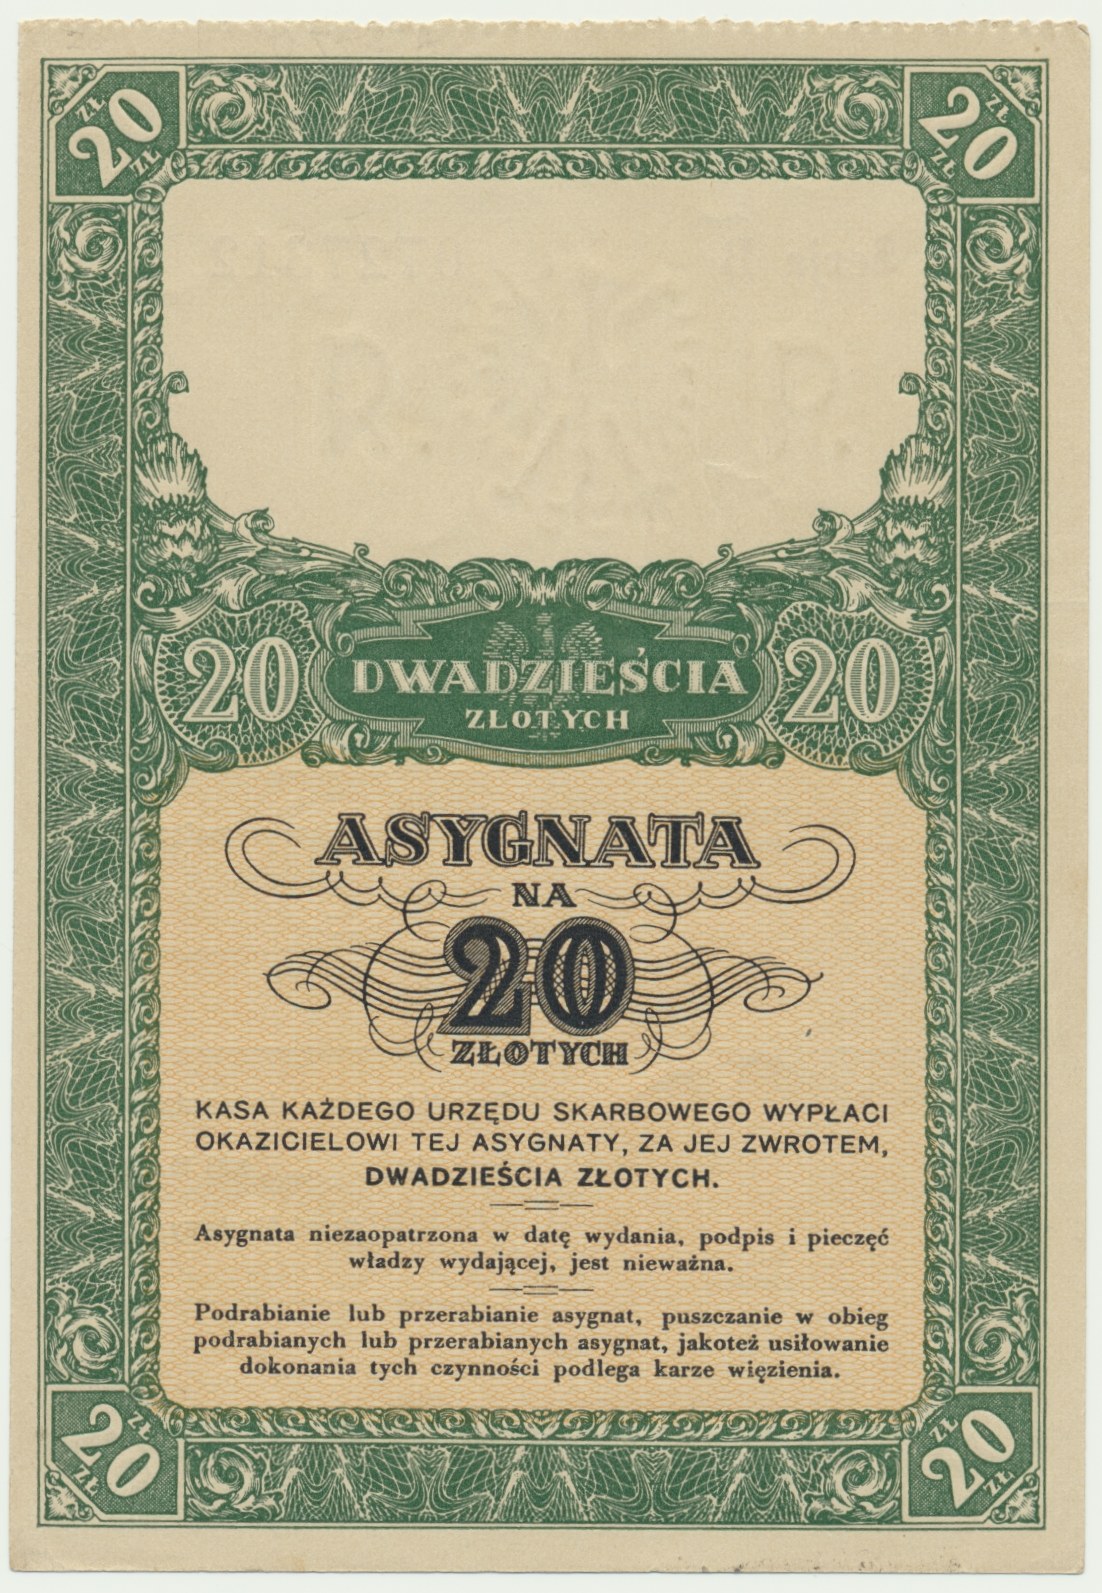 20 ZŁ ZŁ
20 ZŁ ZŁ
20 DWADZIEŚCIA 20
ZŁOTYCH
ASYGNATA
NA
20
ZŁOTYCH
KASA KAŻDEGO URZĘDU SKARBOWEGO WYPŁACI
OKAZICIELOWI TEJ ASYGNATY, ZA JEJ ZWROTEM,
DWADZIEŚCIA ZŁOTYCH.
Asygnata niezaopatrzona w datę wydania, podpis i pieczęć
władzy wydającej, jest nieważna.
Podrabianie lub przerabianie asygnat, puszczanie w obieg
podrabianych lub przerabianych asygnat, jakoteż usiłowanie
dokonania tych czynności podlega karze więzienia.
20 ZŁ ZŁ
20 ZŁ ZŁ